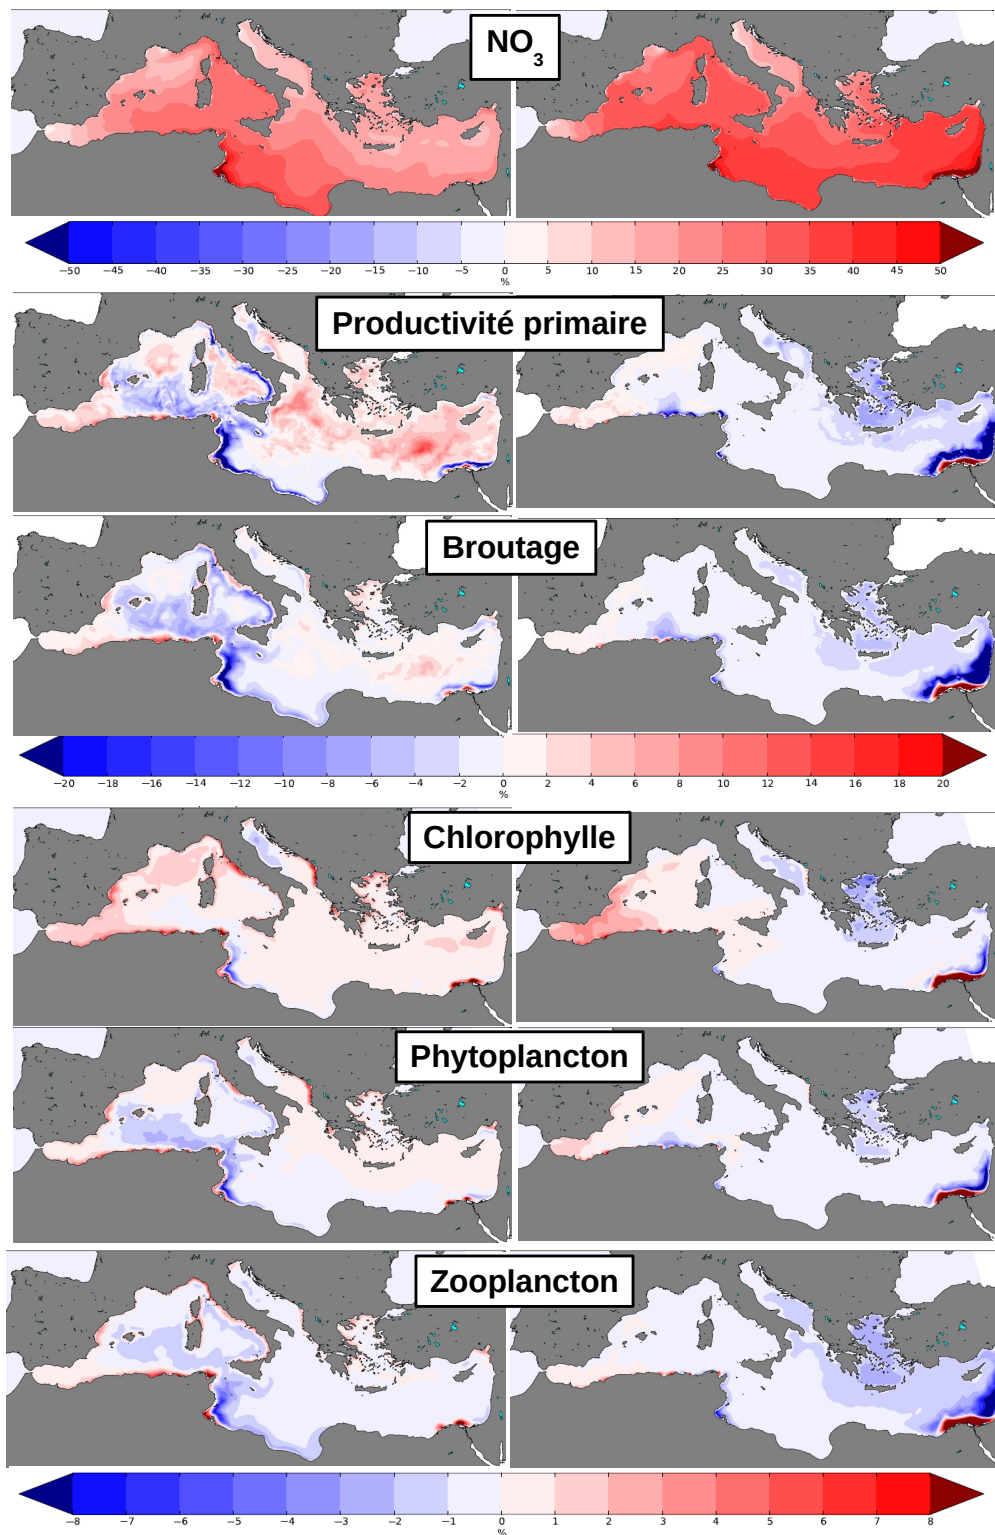 NO3
−50 −45 −40 −35 −30 −25 −20 −15 −10 −5 0 5 10 15 20 25 30 35 40 45 50
%
Productivité primaire
Broutage
−20 −18 −16 −14 −12 −10 −8 −6 −4 −2 0 2 4 6 8 10 12 14 16 18 20
%
Chlorophylle
Phytoplancton
Zooplancton
−8 −7 −6 −5 −4 −3 −2 −1 0 1 2 3 4 5 6 7 8
%